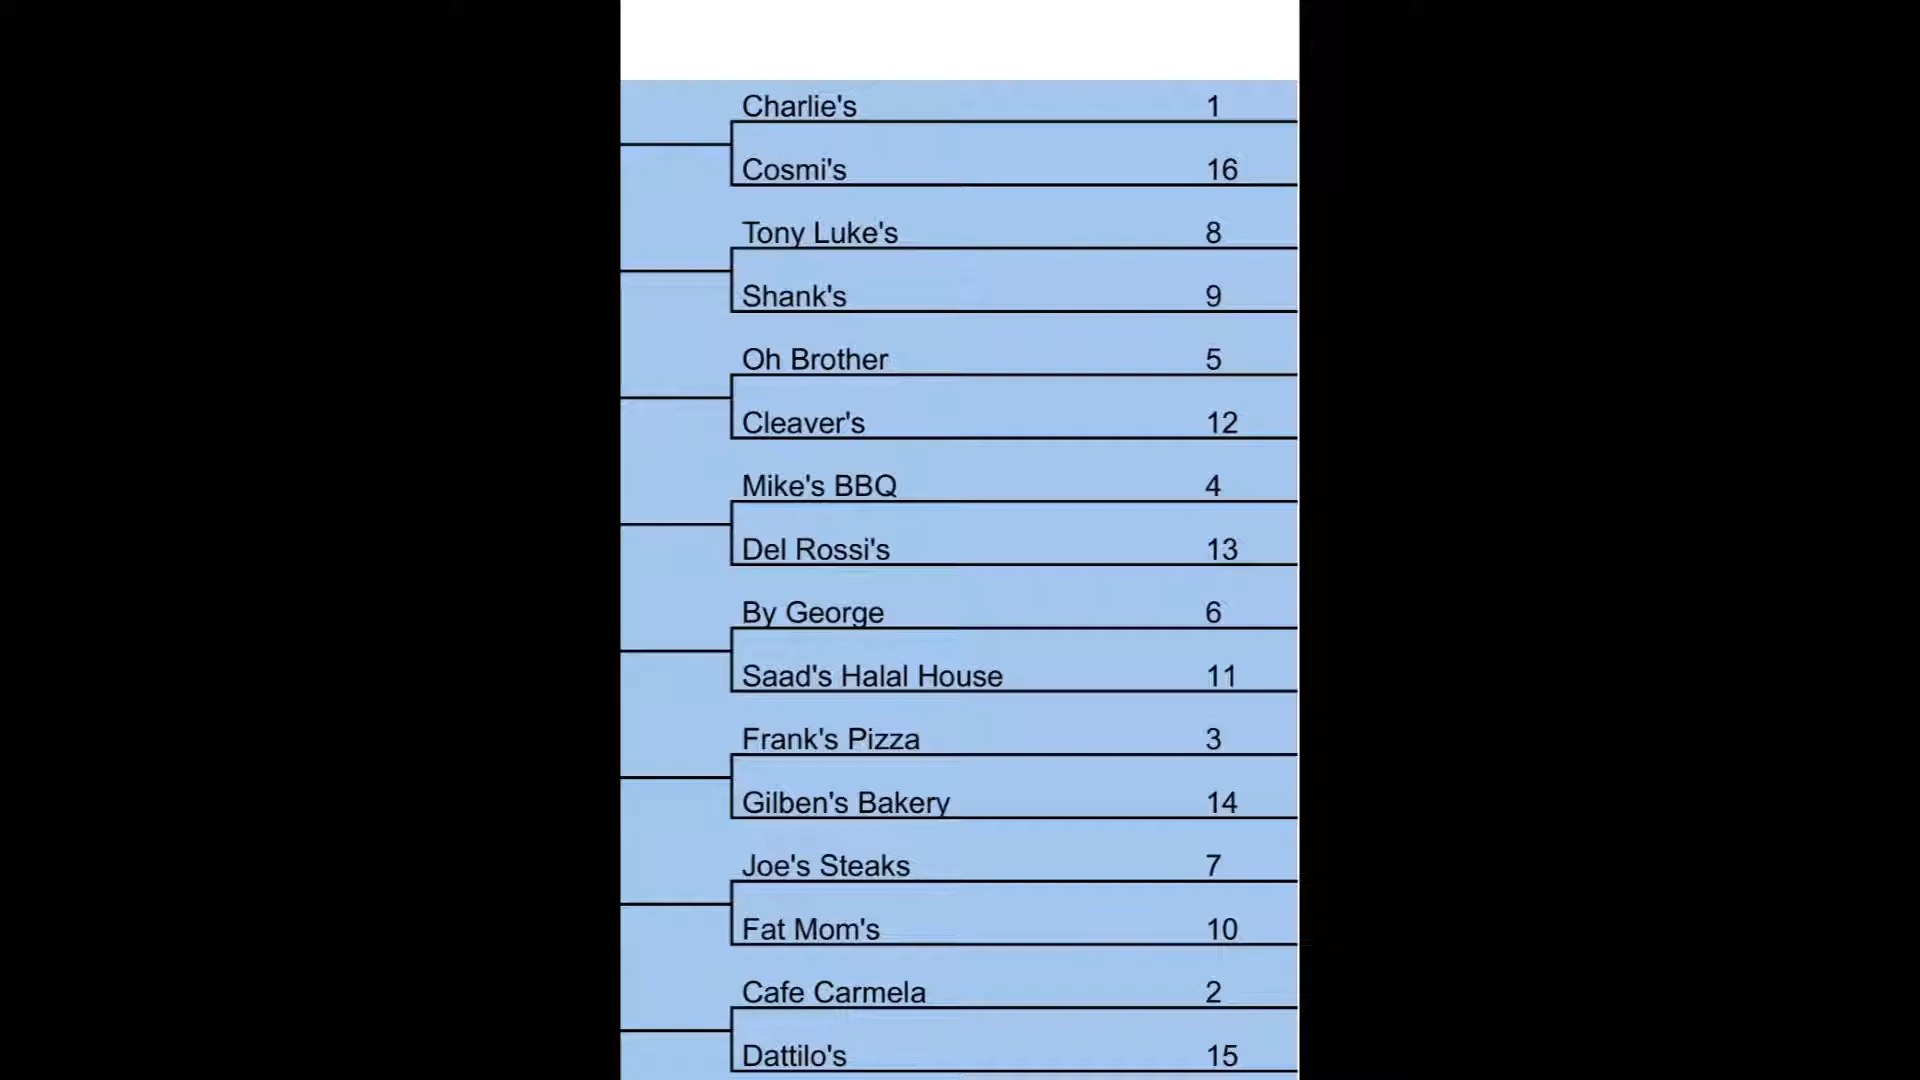 Charlie's 1
Cosmi's 16
Tony Luke's 8
Shank's 9
Oh Brother 5
Cleaver's 12
Mike's BBQ 4
Del Rossi's 13
By George 6
Saad's Halal House 11
Frank's Pizza 3
Gilben's Bakery 14
Joe's Steaks 7
Fat Mom's 10
Cafe Carmela 2
Dattilo's 15